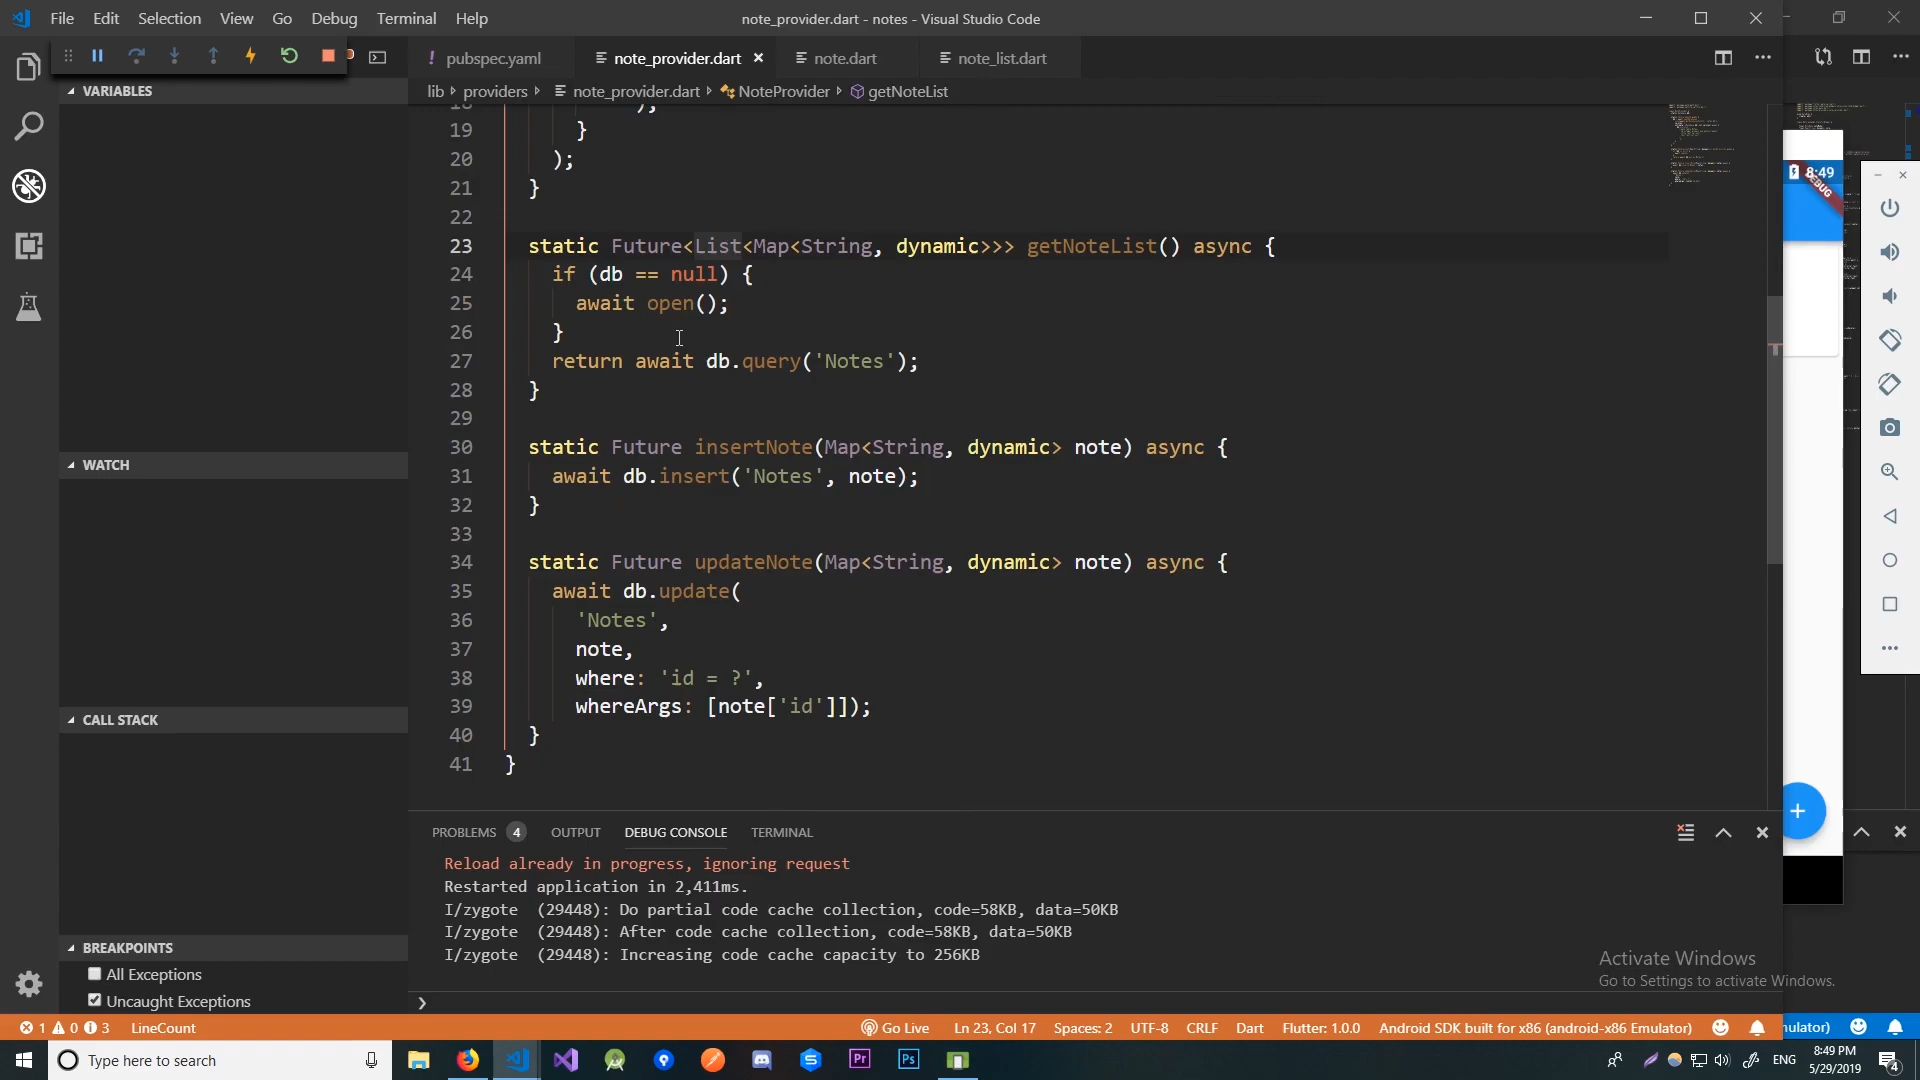 File Edit Selection View Go Debug Terminal Help
note_provider.dart - notes - Visual Studio Code
! pubspec.yaml note_provider.dart × note.dart note_list.dart
VARIABLES
lib note_provider.dart NoteProvider getNoteList
providers
18 );
19 }
20 );
21 }
22
23 static Future<List<Map<String, dynamic>>> getNoteList() async {
24 if (db == null) {
25 await open();
26 }
27 return await db.query('Notes');
28 }
29
30 static Future insertNote(Map<String, dynamic> note) async {
31 await db.insert('Notes', note);
32 }
33
34 static Future updateNote(Map<String, dynamic> note) async {
35 await db.update(
36 'Notes',
37 note,
38 where: 'id = ?',
39 whereArgs: [note['id']]);
40 }
41 }
WATCH
CALL STACK
BREAKPOINTS
All Exceptions
Uncaught Exceptions
8:49
DEBUG
PROBLEMS 4 OUTPUT DEBUG CONSOLE TERMINAL
Reload already in progress, ignoring request
Restarted application in 2,411ms.
I/zygote (29448): Do partial code cache collection, code=58KB, data=50KB
I/zygote (29448): After code cache collection, code=58KB, data=50KB
I/zygote (29448): Increasing code cache capacity to 256KB
Activate Windows
Go to Settings to activate Windows.
1 0 3 LineCount Go Live Ln 23, Col 17 Spaces: 2 UTF-8 CRLF Dart Flutter: 1.0.0 Android SDK built for x86 (android-x86 Emulator) nulator)
Type here to search
Pr Ps
ENG
8:49 PM
5/29/2019
4